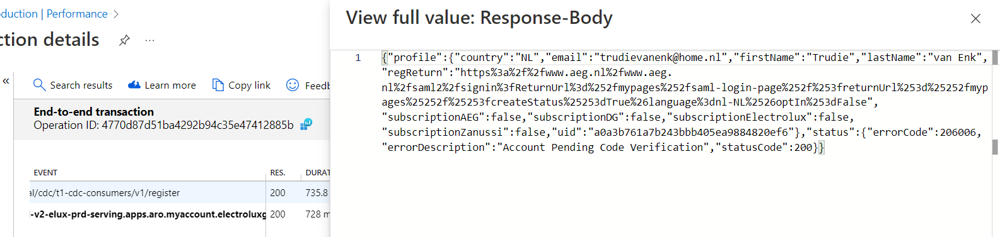 oduction | Performance
ction details
Search results
Learn more
Copy link
Feedb
End-to-end transaction
Operation ID: 4770d87d51ba4292b94c35e47412885b
EVENT RES. DURAT
al/cdc/t1-cdc-consumers/v1/register 200 735.8
l-v2-elux-prd-serving.apps.aro.myaccount.electroluxg 200 728 m
View full value: Response-Body
1
{"profile":{"country":"NL","email":"trudievanenk@home.nl","firstName":"Trudie","lastName":"van Enk",
"regReturn":"https%3a%2f%2fwww.aeg.nl%2fwww.aeg.
nl%2fsaml2%2fsignin%3fReturnUrl%3d%252fmypages%252fsaml-login-page%252f%253freturnUrl%253d%25252fmyp
ages%25252f%25253fcreateStatus%25253dTrue%26language%3dnl-NL%2526optIn%253dFalse",
"subscriptionAEG":false,"subscriptionDG":false,"subscriptionElectrolux":false,
"subscriptionZanussi":false,"uid":"a0a3b761a7b243bbb405ea9884820ef6"},"status":{"errorCode":206006,
"errorDescription":"Account Pending Code Verification","statusCode":200}}